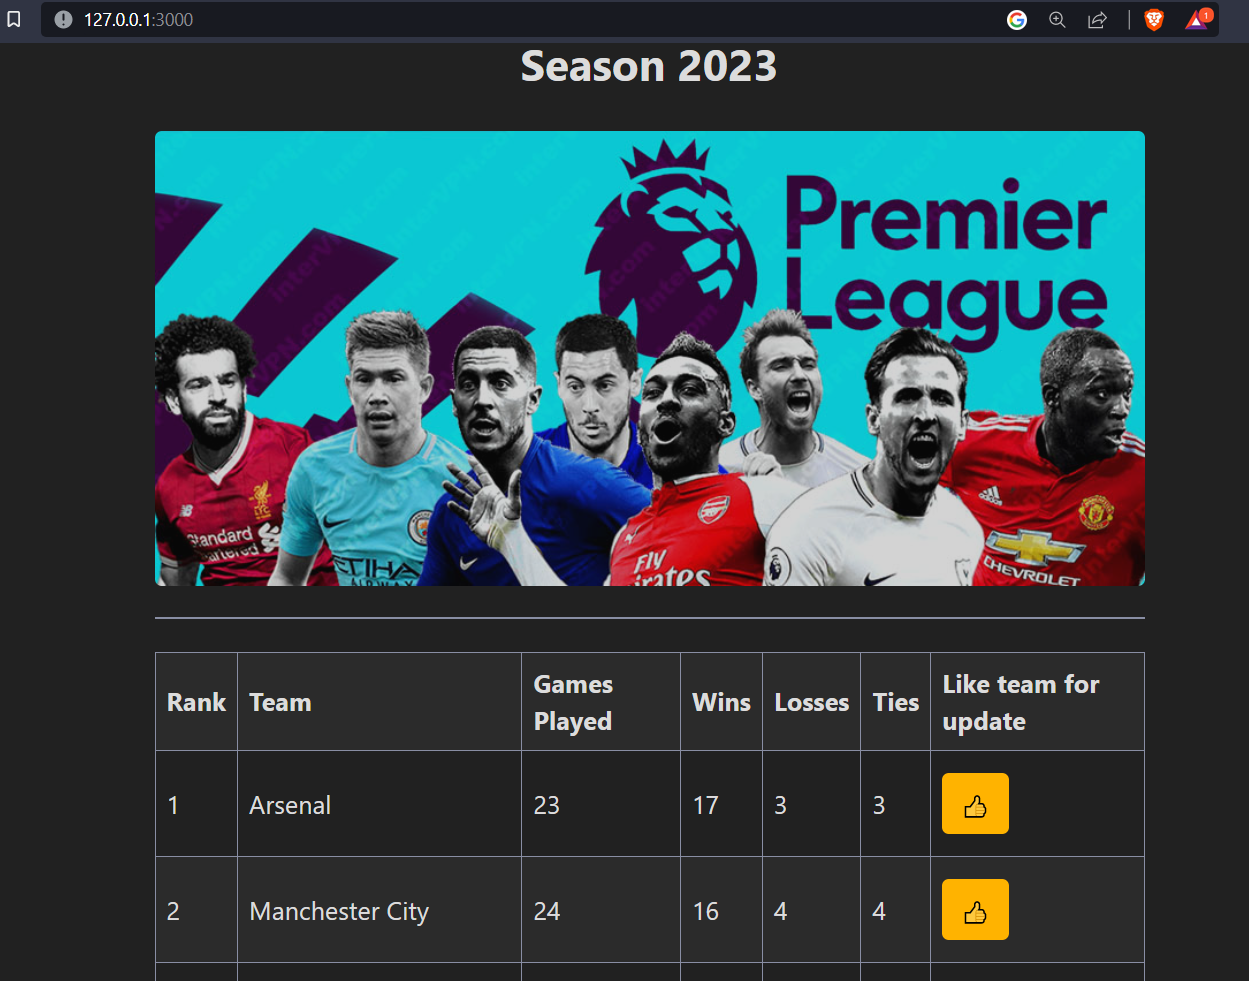 127.0.0.1:3000
1
Season 2023
Premier
League
Standard
Chartered
ETIHAD
AIRWAYS
Fly
Emirates
CHEVROLET
Rank Team Games Played Wins Losses Ties Like team for update
1 Arsenal 23 17 3 3
2 Manchester City 24 16 4 4